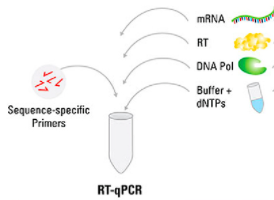 mRNA
RT
DNA Pol
Buffer +
dNTPs
Sequence-specific
Primers
RT-qPCR